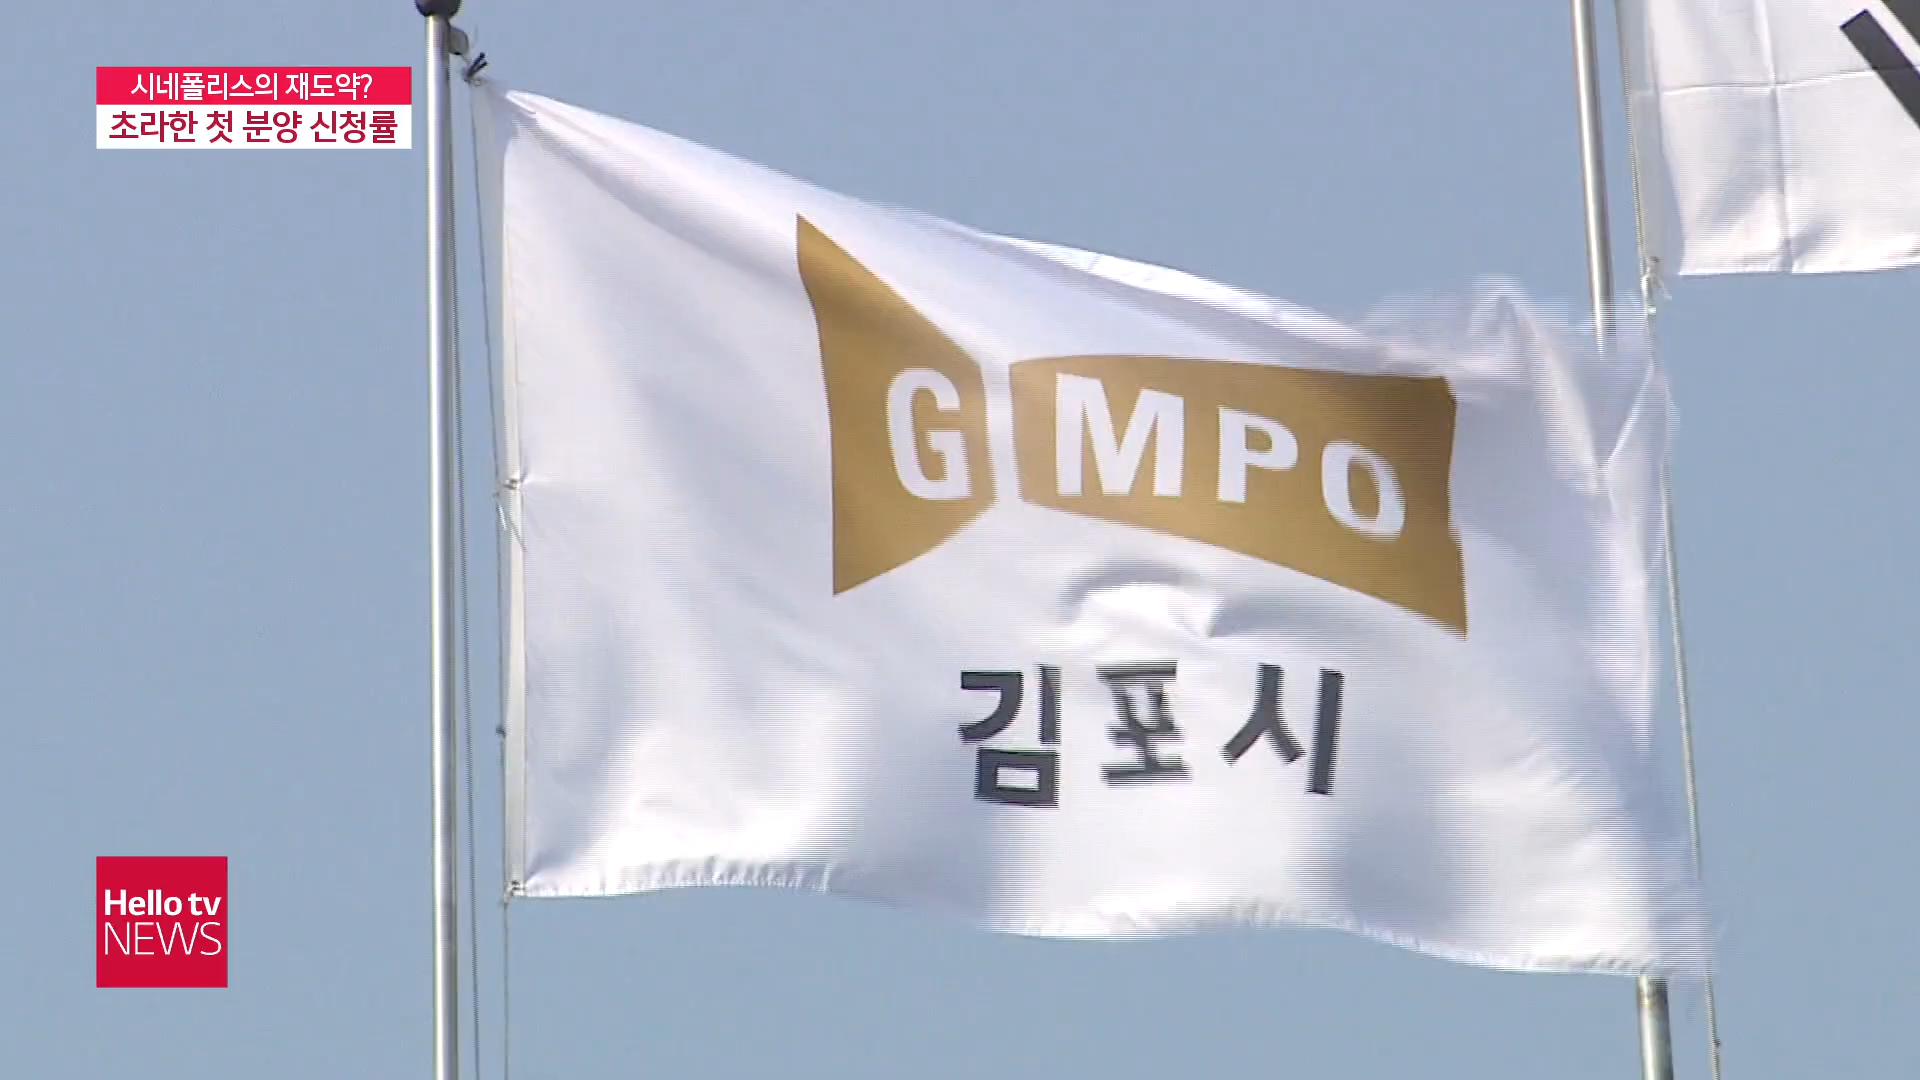 시네폴리스의 재도약?
초라한 첫 분양 신청률
G MPO
김포시
Hello tv
NEWS